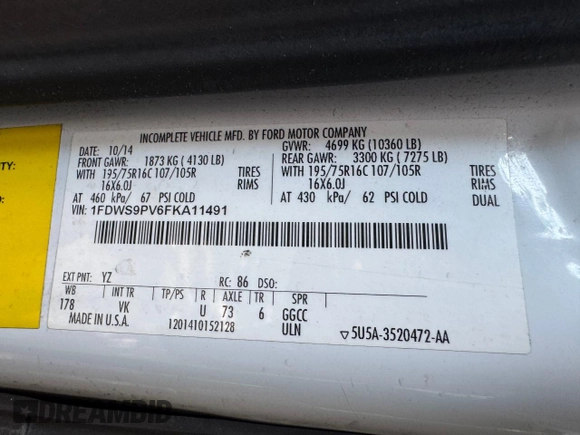 INCOMPLETE VEHICLE MFD. BY FORD MOTOR COMPANY
DATE: 10/14 GVWR: 4699 KG (10360 LB)
FRONT GAWR: 1873 KG ( 4130 LB) REAR GAWR: 3300 KG ( 7275 LB)
WITH 195/75R16C 107/105R TIRES WITH 195/75R16C 107/105R TIRES
16X6.0J RIMS 16X6.0J RIMS
AT 460 kPa/ 67 PSI COLD AT 430 kPa/ 62 PSI COLD DUAL
VIN: 1FDWS9PV6FKA11491
EXT PNT: YZ RC: 86 DSO:
WB INT TR TP/PS R AXLE TR SPR
178 VK U 73 6 GGCC
MADE IN U.S.A. 1201410152128 ULN ▽5U5A-3520472-AA
TY:
O:
DREAMBID